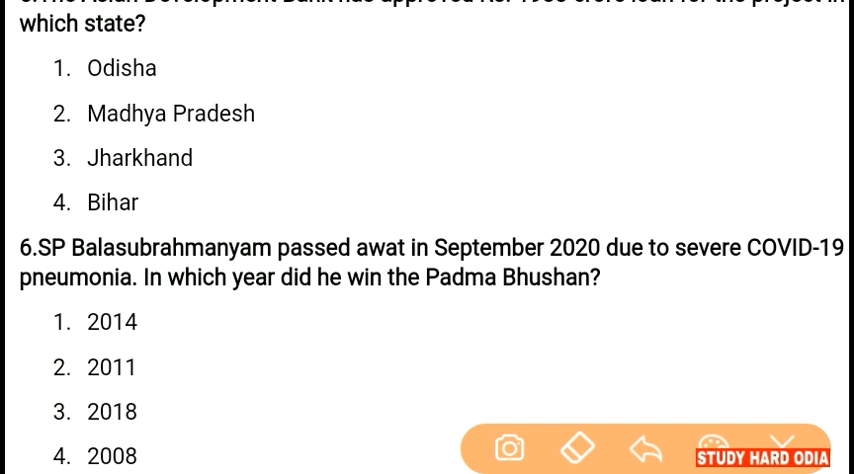 which state?
1. Odisha
2. Madhya Pradesh
3. Jharkhand
4. Bihar
6.SP Balasubrahmanyam passed awat in September 2020 due to severe COVID-19
pneumonia. In which year did he win the Padma Bhushan?
1. 2014
2. 2011
3. 2018
4. 2008
STUDY HARD ODIA